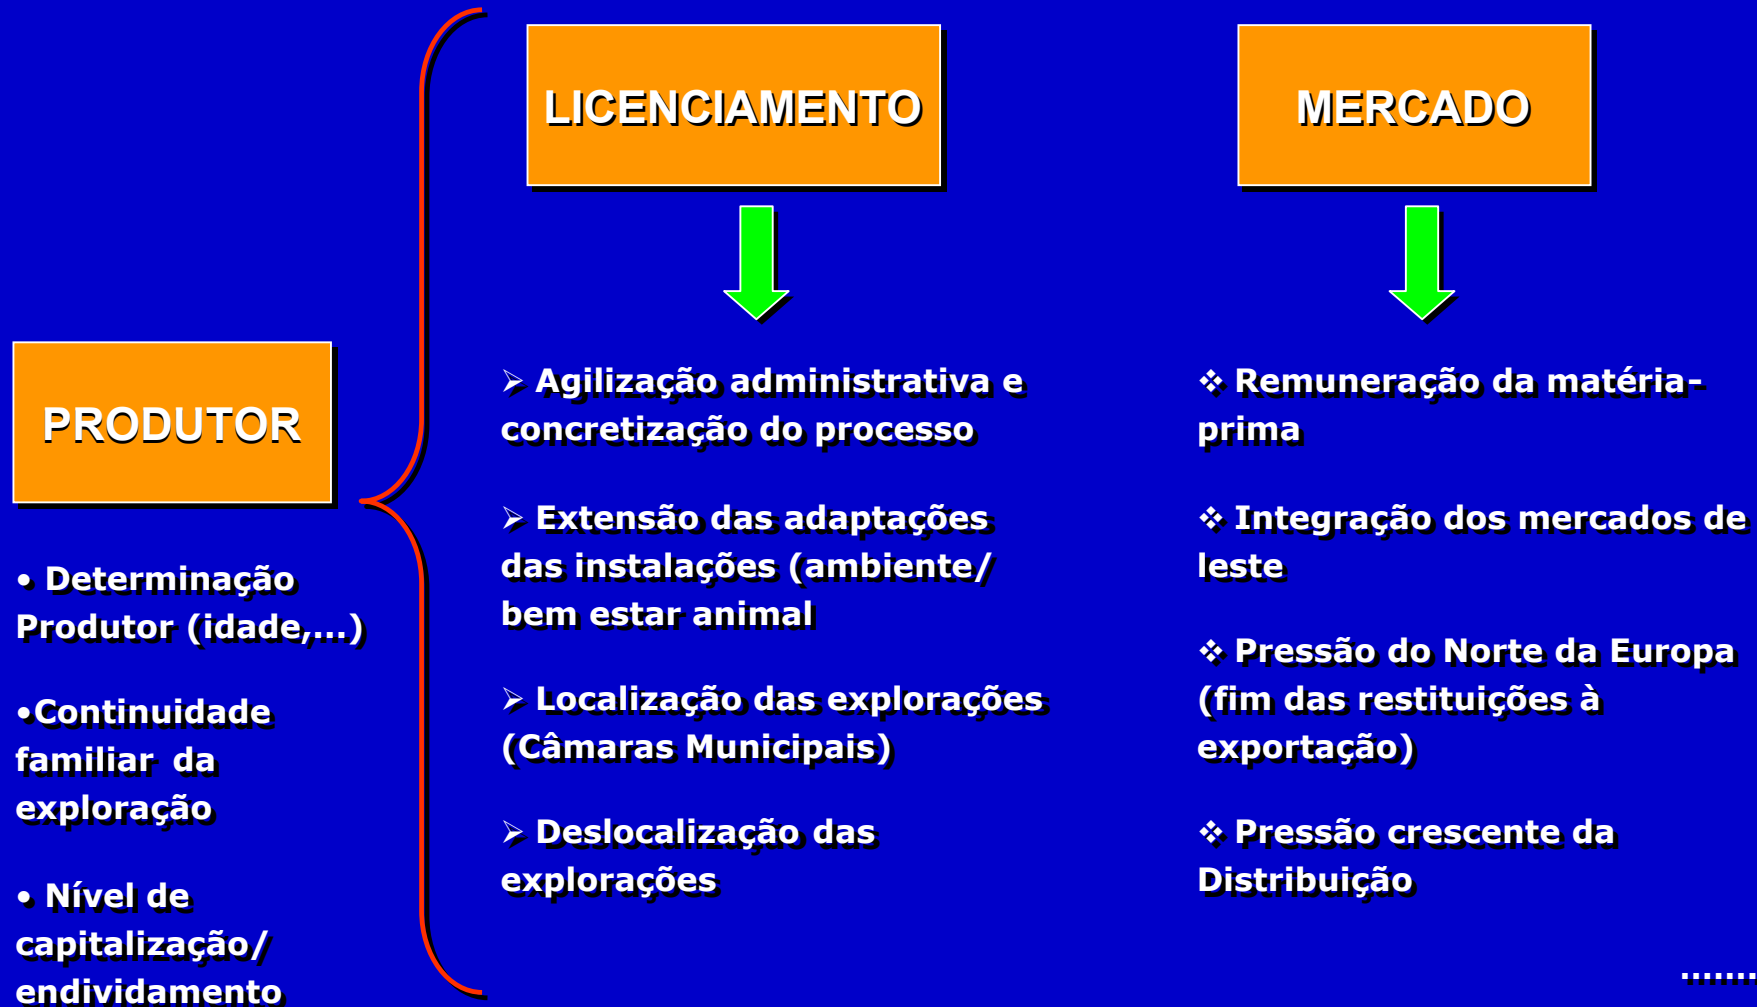 PRODUTOR
• Determinação
Produtor (idade,...)
•Continuidade
familiar da
exploração
• Nível de
capitalização/
endividamento
LICENCIAMENTO
➢ Agilização administrativa e
concretização do processo
➢ Extensão das adaptações
das instalações (ambiente/
bem estar animal
➢ Localização das explorações
(Câmaras Municipais)
➢ Deslocalização das
explorações
MERCADO
❖ Remuneração da matéria-
prima
❖ Integração dos mercados de
leste
❖ Pressão do Norte da Europa
(fim das restituições à
exportação)
❖ Pressão crescente da
Distribuição
.......